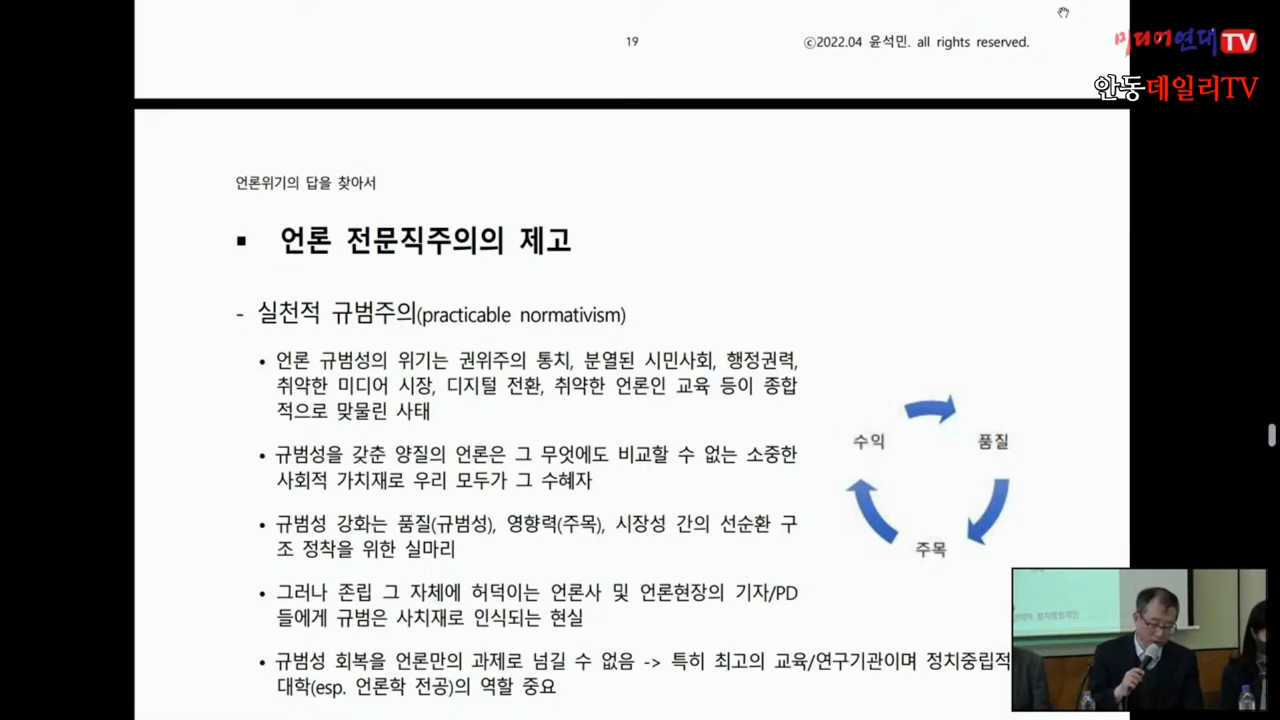 19
ⓒ2022.04 윤석민. all rights reserved.
미디어연대TV
안동데일리TV
언론위기의 답을 찾아서
▪ 언론 전문직주의의 제고
- 실천적 규범주의(practicable normativism)
• 언론 규범성의 위기는 권위주의 통치, 분열된 시민사회, 행정권력,
취약한 미디어 시장, 디지털 전환, 취약한 언론인 교육 등이 종합
적으로 맞물린 사태
• 규범성을 갖춘 양질의 언론은 그 무엇에도 비교할 수 없는 소중한
사회적 가치재로 우리 모두가 그 수혜자
• 규범성 강화는 품질(규범성), 영향력(주목), 시장성 간의 선순환 구
조 정착을 위한 실마리
• 그러나 존립 그 자체에 허덕이는 언론사 및 언론현장의 기자/PD
들에게 규범은 사치재로 인식되는 현실
• 규범성 회복을 언론만의 과제로 넘길 수 없음 -> 특히 최고의 교육/연구기관이며 정치중립적
대학(esp. 언론학 전공)의 역할 중요
수익
품질
주목